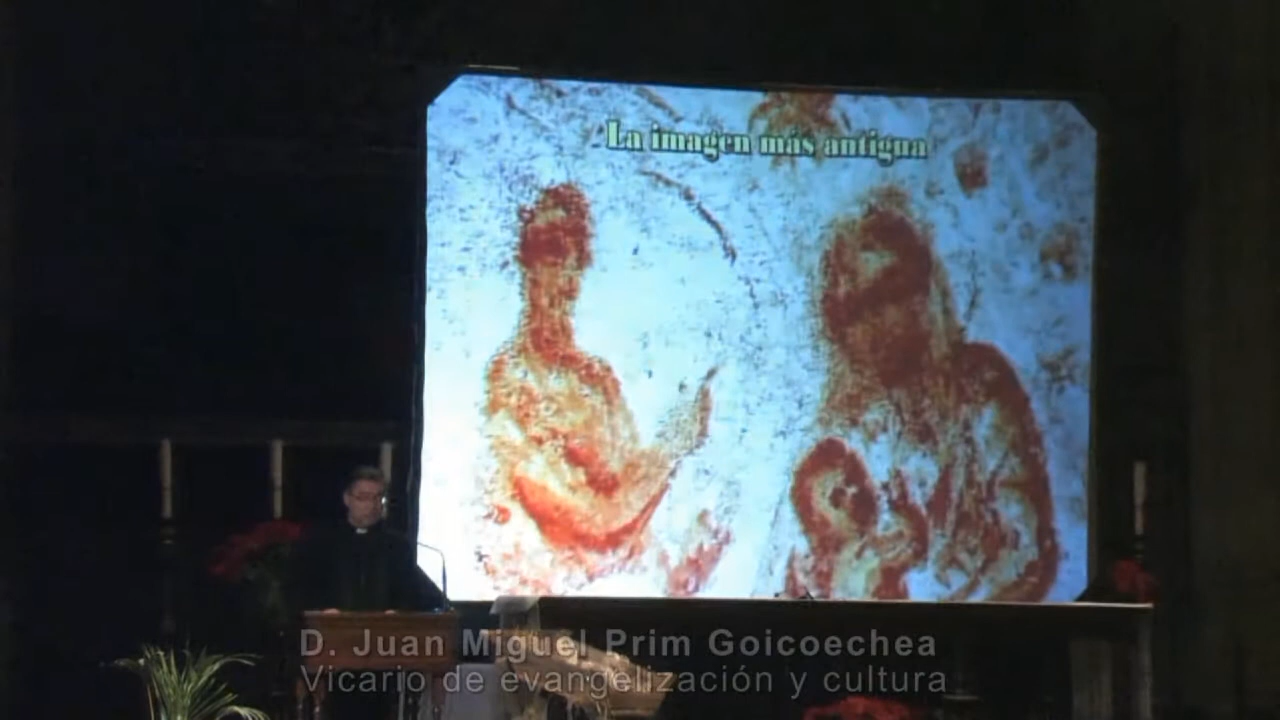 La imagen más antigua
D. Juan Miguel Prim Goicoechea
Vicario de evangelización y cultura